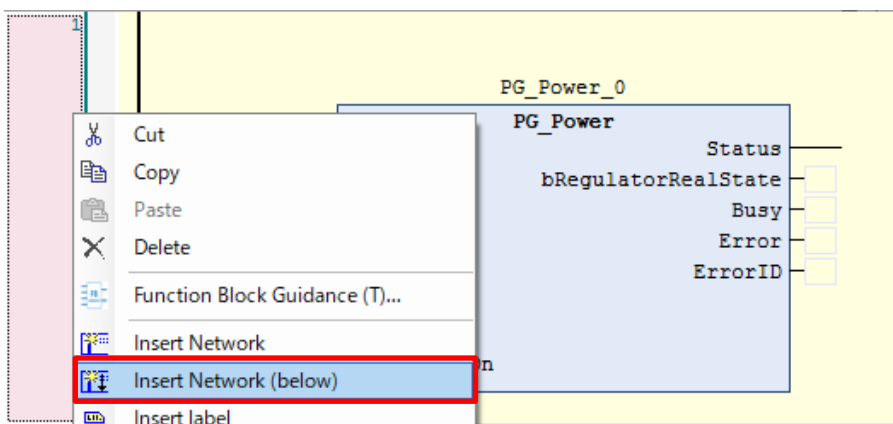 1
PG_Power_0
PG_Power
Status
bRegulatorRealState
Busy
Error
ErrorID
Cut
Copy
Paste
Delete
Function Block Guidance (T)...
Insert Network
Insert Network (below)
Insert label